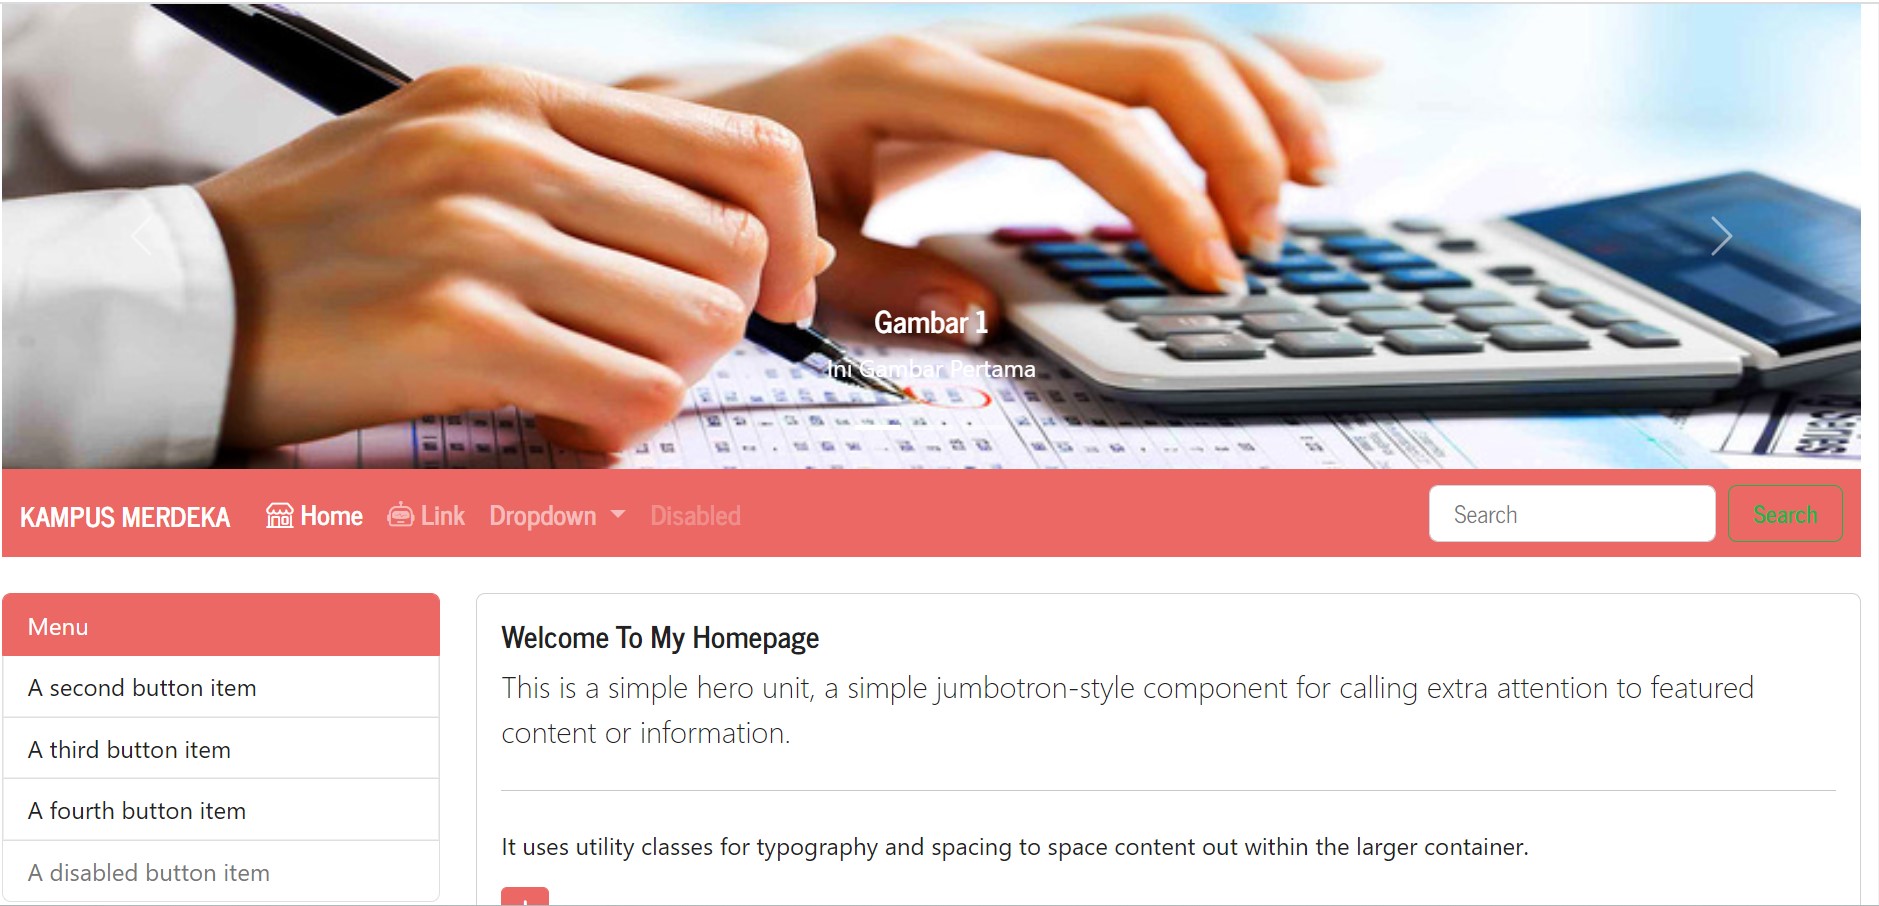 Gambar 1
Ini Gambar Pertama
KAMPUS MERDEKA Home Link Dropdown Disabled Search Search
Menu
A second button item
A third button item
A fourth button item
A disabled button item
Welcome To My Homepage
This is a simple hero unit, a simple jumbotron-style component for calling extra attention to featured
content or information.
It uses utility classes for typography and spacing to space content out within the larger container.